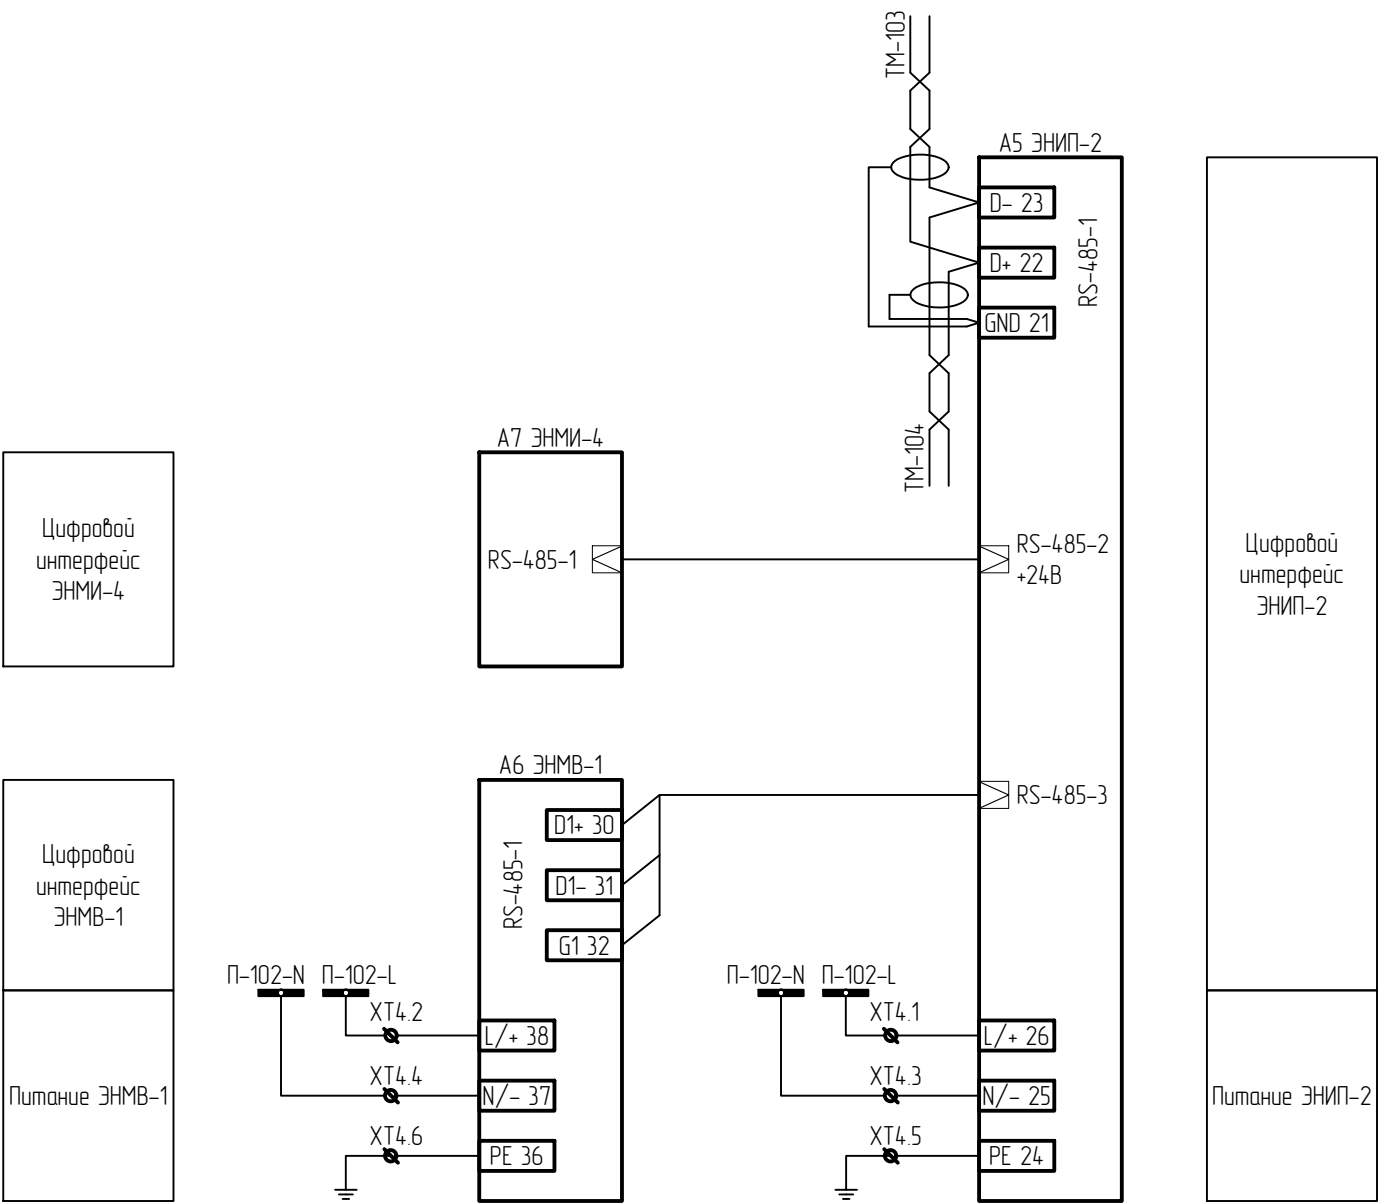 ТМ-103
А5 ЭНИП-2
D- 23
D+ 22
GND 21
RS-485-1
ТМ-104
А7 ЭНМИ-4
RS-485-1
RS-485-2
+24В
Цифровой
интерфейс
ЭНМИ-4
Цифровой
интерфейс
ЭНИП-2
А6 ЭНМВ-1
D1+ 30
D1- 31
G1 32
RS-485-1
RS-485-3
Цифровой
интерфейс
ЭНМВ-1
П-102-N
П-102-L
XT4.2
L/+ 38
XT4.4
N/- 37
XT4.6
PE 36
П-102-N
П-102-L
XT4.1
L/+ 26
XT4.3
N/- 25
XT4.5
PE 24
Питание ЭНМВ-1
Питание ЭНИП-2